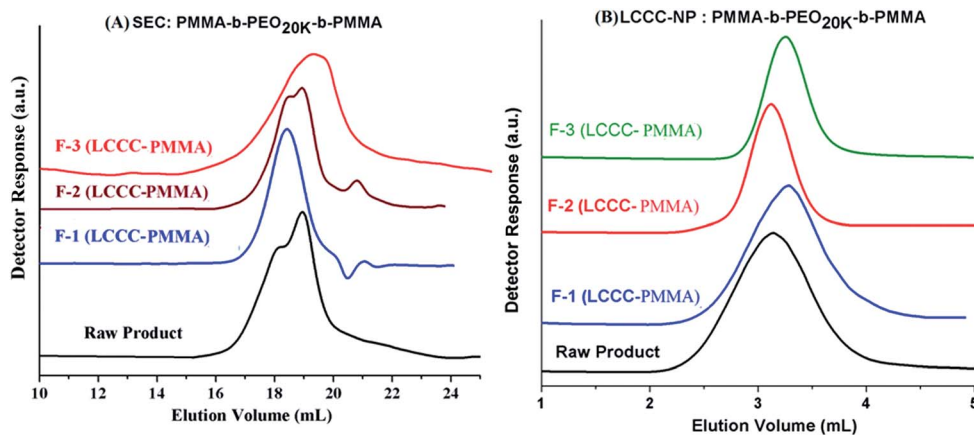 (A) SEC: PMMA-b-PEO20K-b-PMMA
Detector Response (a.u.)
F-3 (LCCC-PMMA)
F-2 (LCCC-PMMA)
F-1 (LCCC-PMMA)
Raw Product
10 12 14 16 18 20 22 24
Elution Volume (mL)
(B) LCCC-NP : PMMA-b-PEO20K-b-PMMA
Detector Response (a.u.)
F-3 (LCCC- PMMA)
F-2 (LCCC- PMMA)
F-1 (LCCC-PMMA)
Raw Product
1 2 3 4 5
Elution Volume (mL)